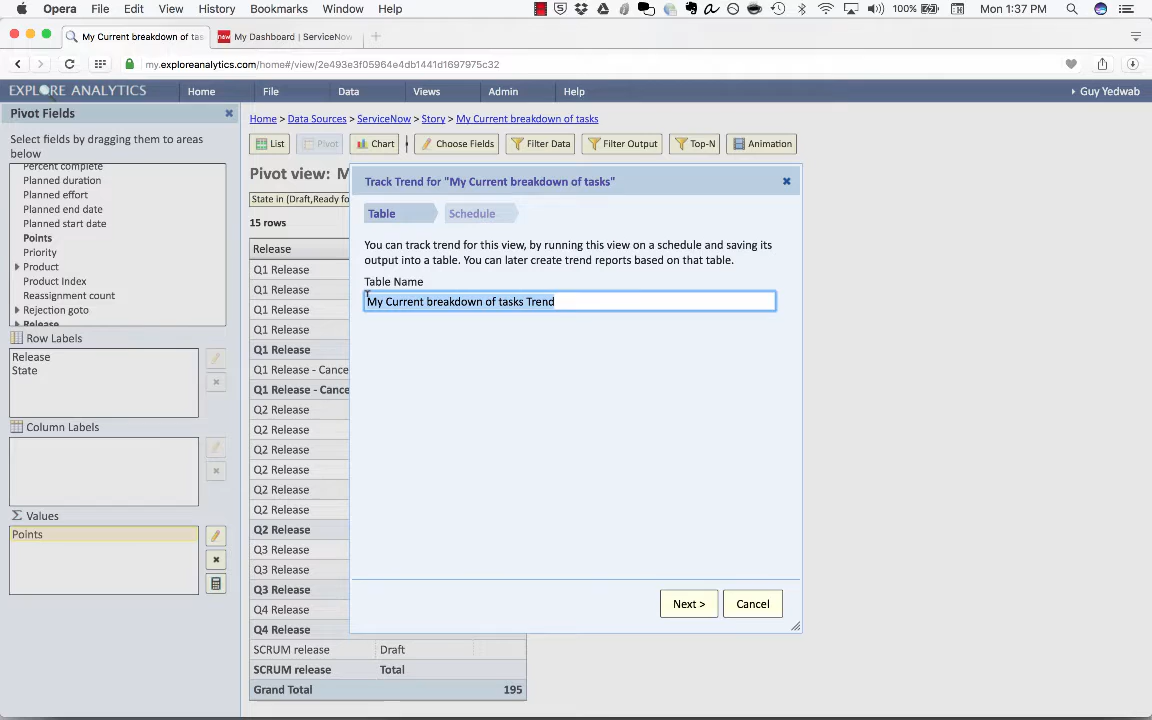 Opera File Edit View History Bookmarks Window Help 100% Mon 1:37 PM
My Current breakdown of tas
My Dashboard | ServiceNow
my.exploreanalytics.com/home#/view/2e493e3f05964e4db1441d1697975c32
EXPLORE ANALYTICS Home File Data Views Admin Help Guy Yedwab
Pivot Fields
Select fields by dragging them to areas
below
Percent complete
Planned duration
Planned effort
Planned end date
Planned start date
Points
Priority
Product
Product Index
Reassignment count
Rejection goto
Release
Row Labels
Release
State
Column Labels
Σ Values
Points
Home > Data Sources > ServiceNow > Story > My Current breakdown of tasks
List Pivot Chart Choose Fields Filter Data Filter Output Top-N Animation
Pivot view: M
State in (Draft,Ready fo
15 rows
Release
Q1 Release
Q1 Release
Q1 Release
Q1 Release
Q1 Release
Q1 Release - Cance
Q1 Release - Cance
Q2 Release
Q2 Release
Q2 Release
Q2 Release
Q2 Release
Q2 Release
Q2 Release
Q3 Release
Q3 Release
Q3 Release
Q4 Release
Q4 Release
SCRUM release Draft
SCRUM release Total
Grand Total 195
Track Trend for "My Current breakdown of tasks"
Table Schedule
You can track trend for this view, by running this view on a schedule and saving its
output into a table. You can later create trend reports based on that table.
Table Name
My Current breakdown of tasks Trend
Next > Cancel